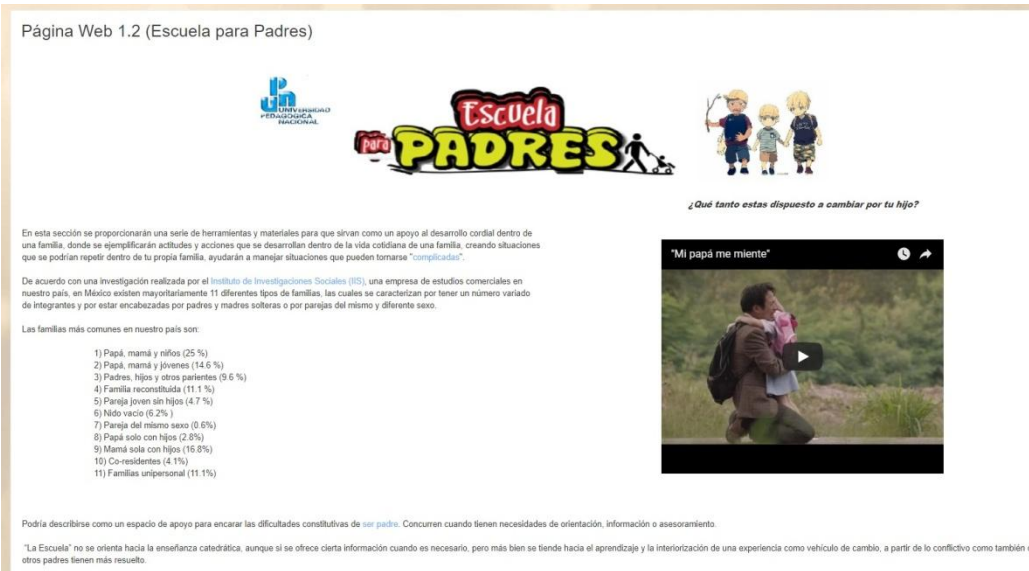 Página Web 1.2 (Escuela para Padres)
UNIVERSIDAD
PEDAGOGICA
NACIONAL
Escuela
para
PADRES
¿Qué tanto estas dispuesto a cambiar por tu hijo?
En esta sección se proporcionarán una serie de herramientas y materiales para que sirvan como un apoyo al desarrollo cordial dentro de
una familia, donde se ejemplificarán actitudes y acciones que se desarrollan dentro de la vida cotidiana de una familia, creando situaciones
que se podrían repetir dentro de tu propia familia, ayudarán a manejar situaciones que pueden tornarse "complicadas".
De acuerdo con una investigación realizada por el Instituto de Investigaciones Sociales (IIS), una empresa de estudios comerciales en
nuestro país, en México existen mayoritariamente 11 diferentes tipos de familias, las cuales se caracterizan por tener un número variado
de integrantes y por estar encabezadas por padres y madres solteras o por parejas del mismo y diferente sexo.
Las familias más comunes en nuestro país son:
1) Papá, mamá y niños (25 %)
2) Papá, mamá y jóvenes (14.6 %)
3) Padres, hijos y otros parientes (9.6 %)
4) Familia reconstituida (11.1 %)
5) Pareja joven sin hijos (4.7 %)
6) Nido vacío (6.2% )
7) Pareja del mismo sexo (0.6%)
8) Papá solo con hijos (2.8%)
9) Mamá sola con hijos (16.8%)
10) Co-residentes (4.1%)
11) Familias unipersonal (11.1%)
"Mi papá me miente"
Podría describirse como un espacio de apoyo para encarar las dificultades constitutivas de ser padre. Concurren cuando tienen necesidades de orientación, información o asesoramiento.
"La Escuela" no se orienta hacia la enseñanza catedrática, aunque si se ofrece cierta información cuando es necesario, pero más bien se tiende hacia el aprendizaje y la interiorización de una experiencia como vehículo de cambio, a partir de lo conflictivo como también
otros padres tienen más resuelto.